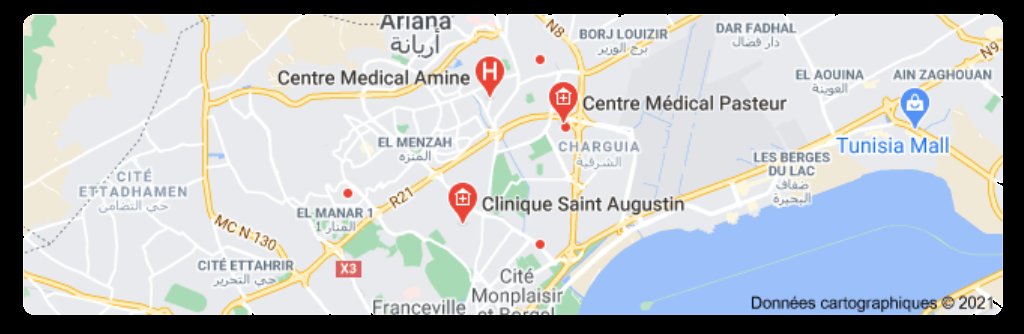 Ariana
أريانة
N8
BORJ LOUIZIR
برج الوزير
DAR FADHAL
دار فضال
N9
Centre Medical Amine
H
EL AOUINA
العوينة
AIN ZAGHOUAN
Centre Médical Pasteur
EL MENZAH
المنزه
CHARGUIA
الشرقية
Tunisia Mall
CITÉ
ETTADHAMEN
حي التضامن
LES BERGES
DU LAC
ضفاف
البحيرة
R21
Clinique Saint Augustin
EL MANAR 1
المنار 1
MC N 130
CITÉ ETTAHRIR
حي التحرير
X3
Cité
Monplaisir
et Borgel
Franceville
Données cartographiques © 2021